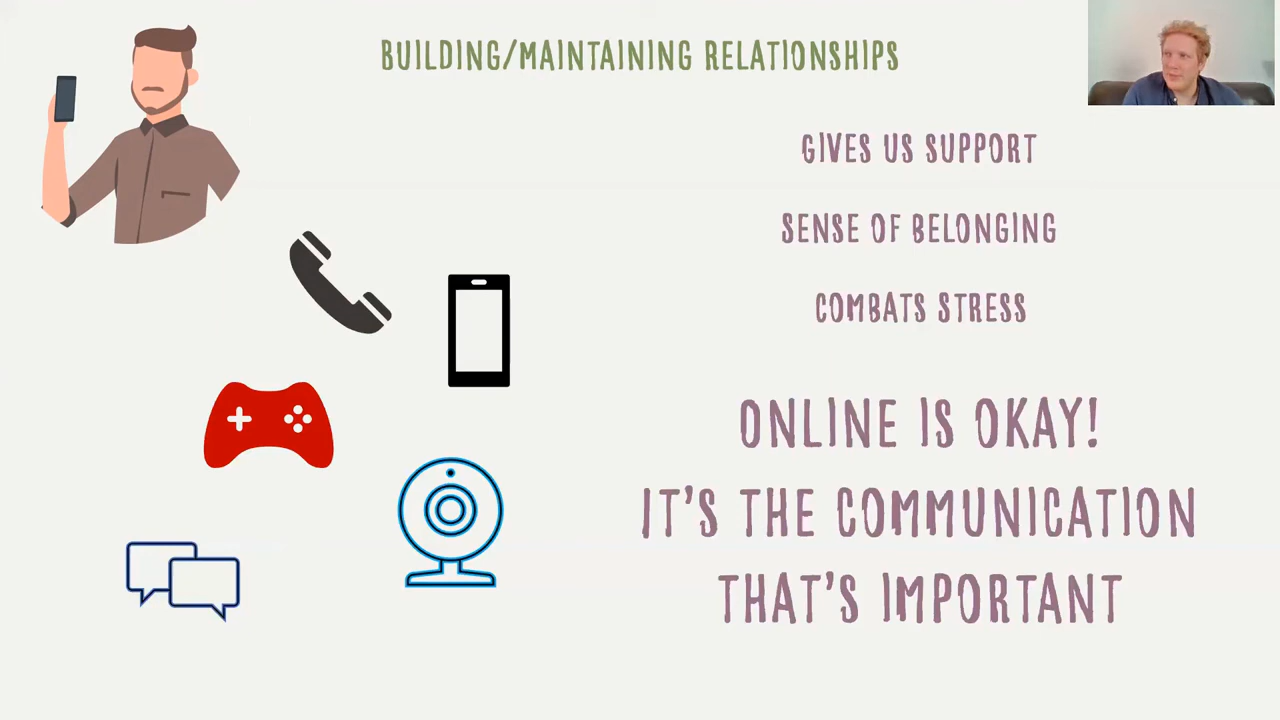 BUILDING/MAINTAINING RELATIONSHIPS
GIVES US SUPPORT
SENSE OF BELONGING
COMBATS STRESS
ONLINE IS OKAY!
IT'S THE COMMUNICATION
THAT'S IMPORTANT